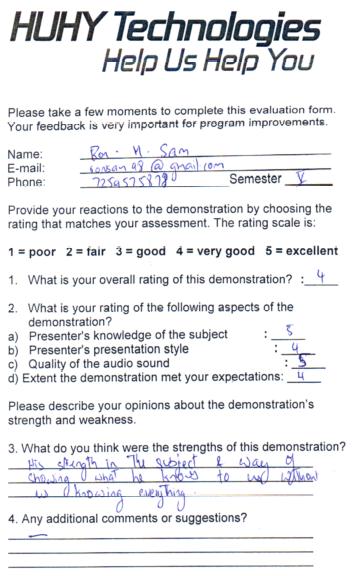 HUHY Technologies
Help Us Help You
Please take a few moments to complete this evaluation form.
Your feedback is very important for program improvements.
Name: Ron. M. Sam
E-mail: ronsan98@gmail.com
Phone: 7259575878 Semester V
Provide your reactions to the demonstration by choosing the
rating that matches your assessment. The rating scale is:
1 = poor 2 = fair 3 = good 4 = very good 5 = excellent
1. What is your overall rating of this demonstration? : 4
2. What is your rating of the following aspects of the
demonstration?
a) Presenter's knowledge of the subject : 5
b) Presenter's presentation style : 4
c) Quality of the audio sound : 5
d) Extent the demonstration met your expectations: 4
Please describe your opinions about the demonstration's
strength and weakness.
3. What do you think were the strengths of this demonstration?
His strength in The subject & way of
showing what he knows to us without
us knowing everything.
4. Any additional comments or suggestions?
—